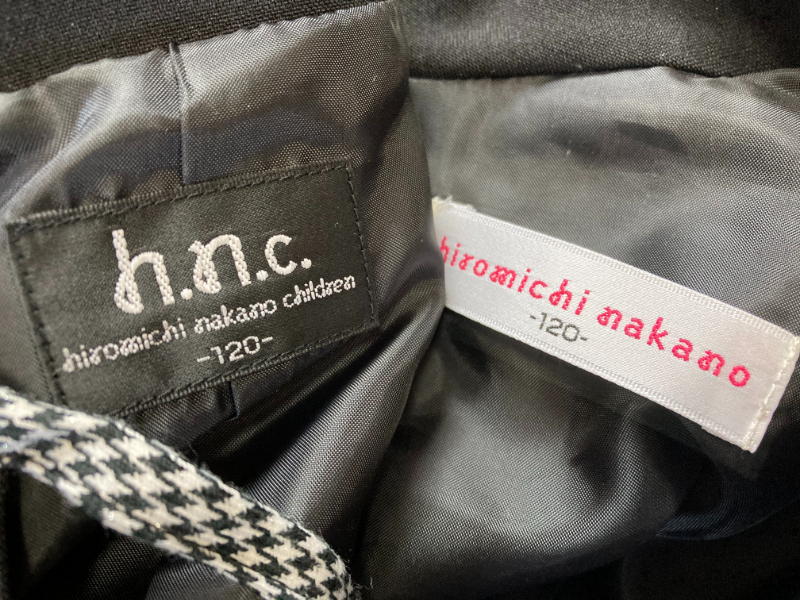 h.n.c.
hiromichi nakano children
-120-
hiromichi nakano
-120-